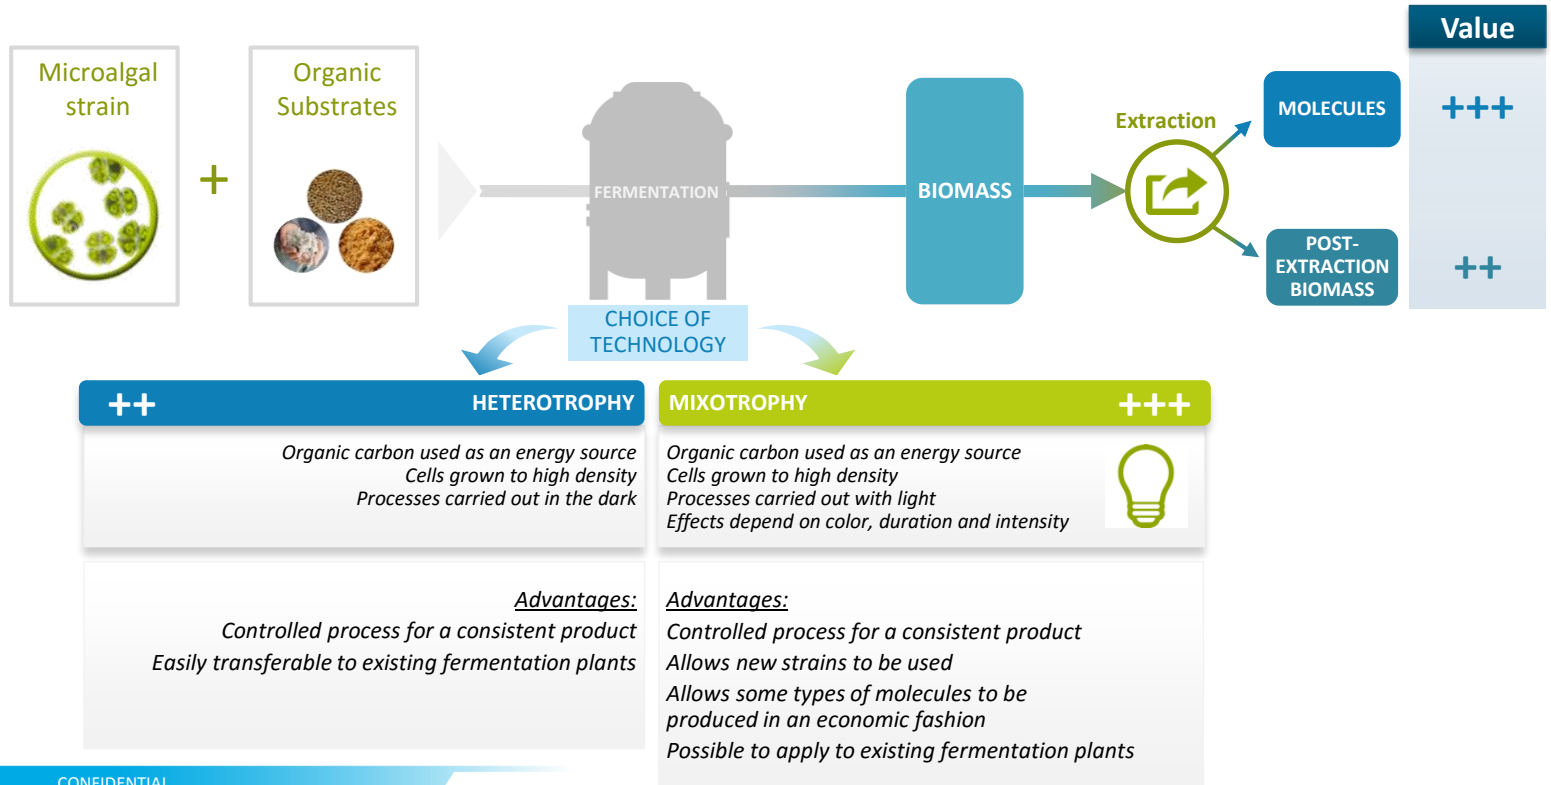 Value
Microalgal
strain
+
Organic
Substrates
FERMENTATION
BIOMASS
Extraction
MOLECULES
+++
POST-
EXTRACTION
BIOMASS
++
CHOICE OF
TECHNOLOGY
++ HETEROTROPHY
Organic carbon used as an energy source
Cells grown to high density
Processes carried out in the dark
Advantages:
Controlled process for a consistent product
Easily transferable to existing fermentation plants
MIXOTROPHY +++
Organic carbon used as an energy source
Cells grown to high density
Processes carried out with light
Effects depend on color, duration and intensity
Advantages:
Controlled process for a consistent product
Allows new strains to be used
Allows some types of molecules to be
produced in an economic fashion
Possible to apply to existing fermentation plants
CONFIDENTIAL